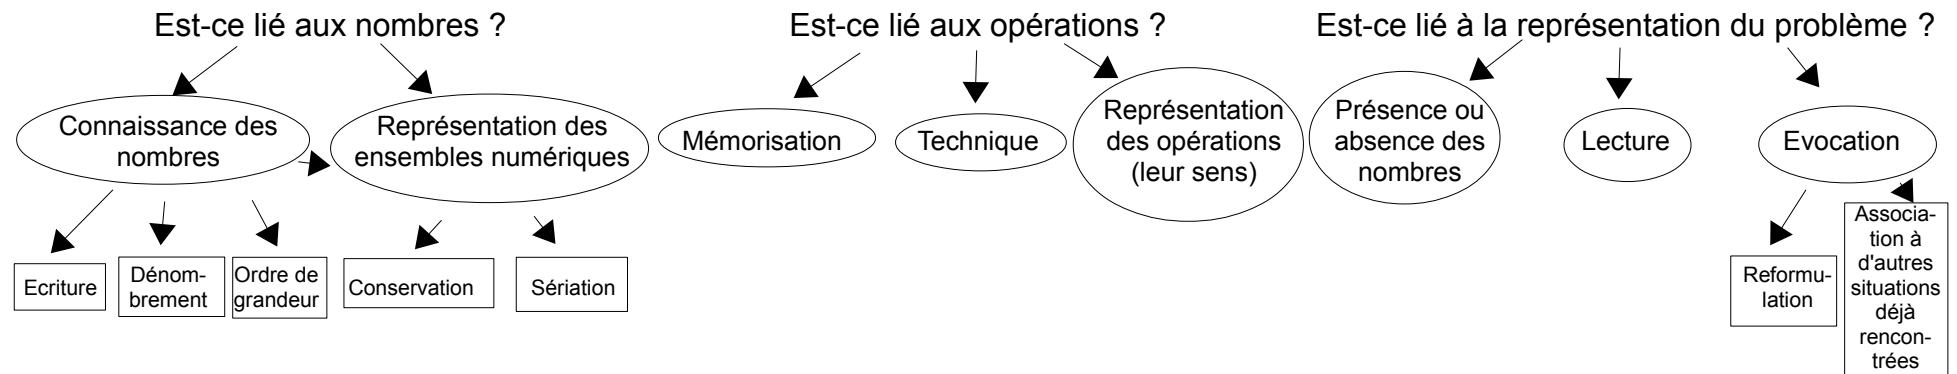 Est-ce lié aux nombres ?
Est-ce lié aux opérations ?
Est-ce lié à la représentation du problème ?
Connaissance des
nombres
Représentation des
ensembles numériques
Mémorisation
Technique
Représentation
des opérations
(leur sens)
Présence ou
absence des
nombres
Lecture
Evocation
Ecriture
Dénom-
brement
Ordre de
grandeur
Conservation
Sériation
Reformu-
lation
Associa-
tion à
d'autres
situations
déjà
rencon-
trées